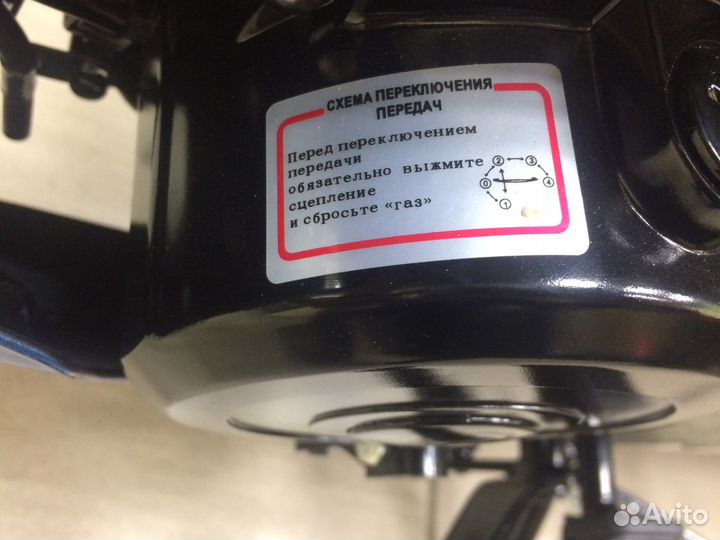 СХЕМА ПЕРЕКЛЮЧЕНИЯ
ПЕРЕДАЧ
Перед переключением
передачи
обязательно выжмите
сцепление
и сбросьте «газ»
2 3
0 4
1
Avito